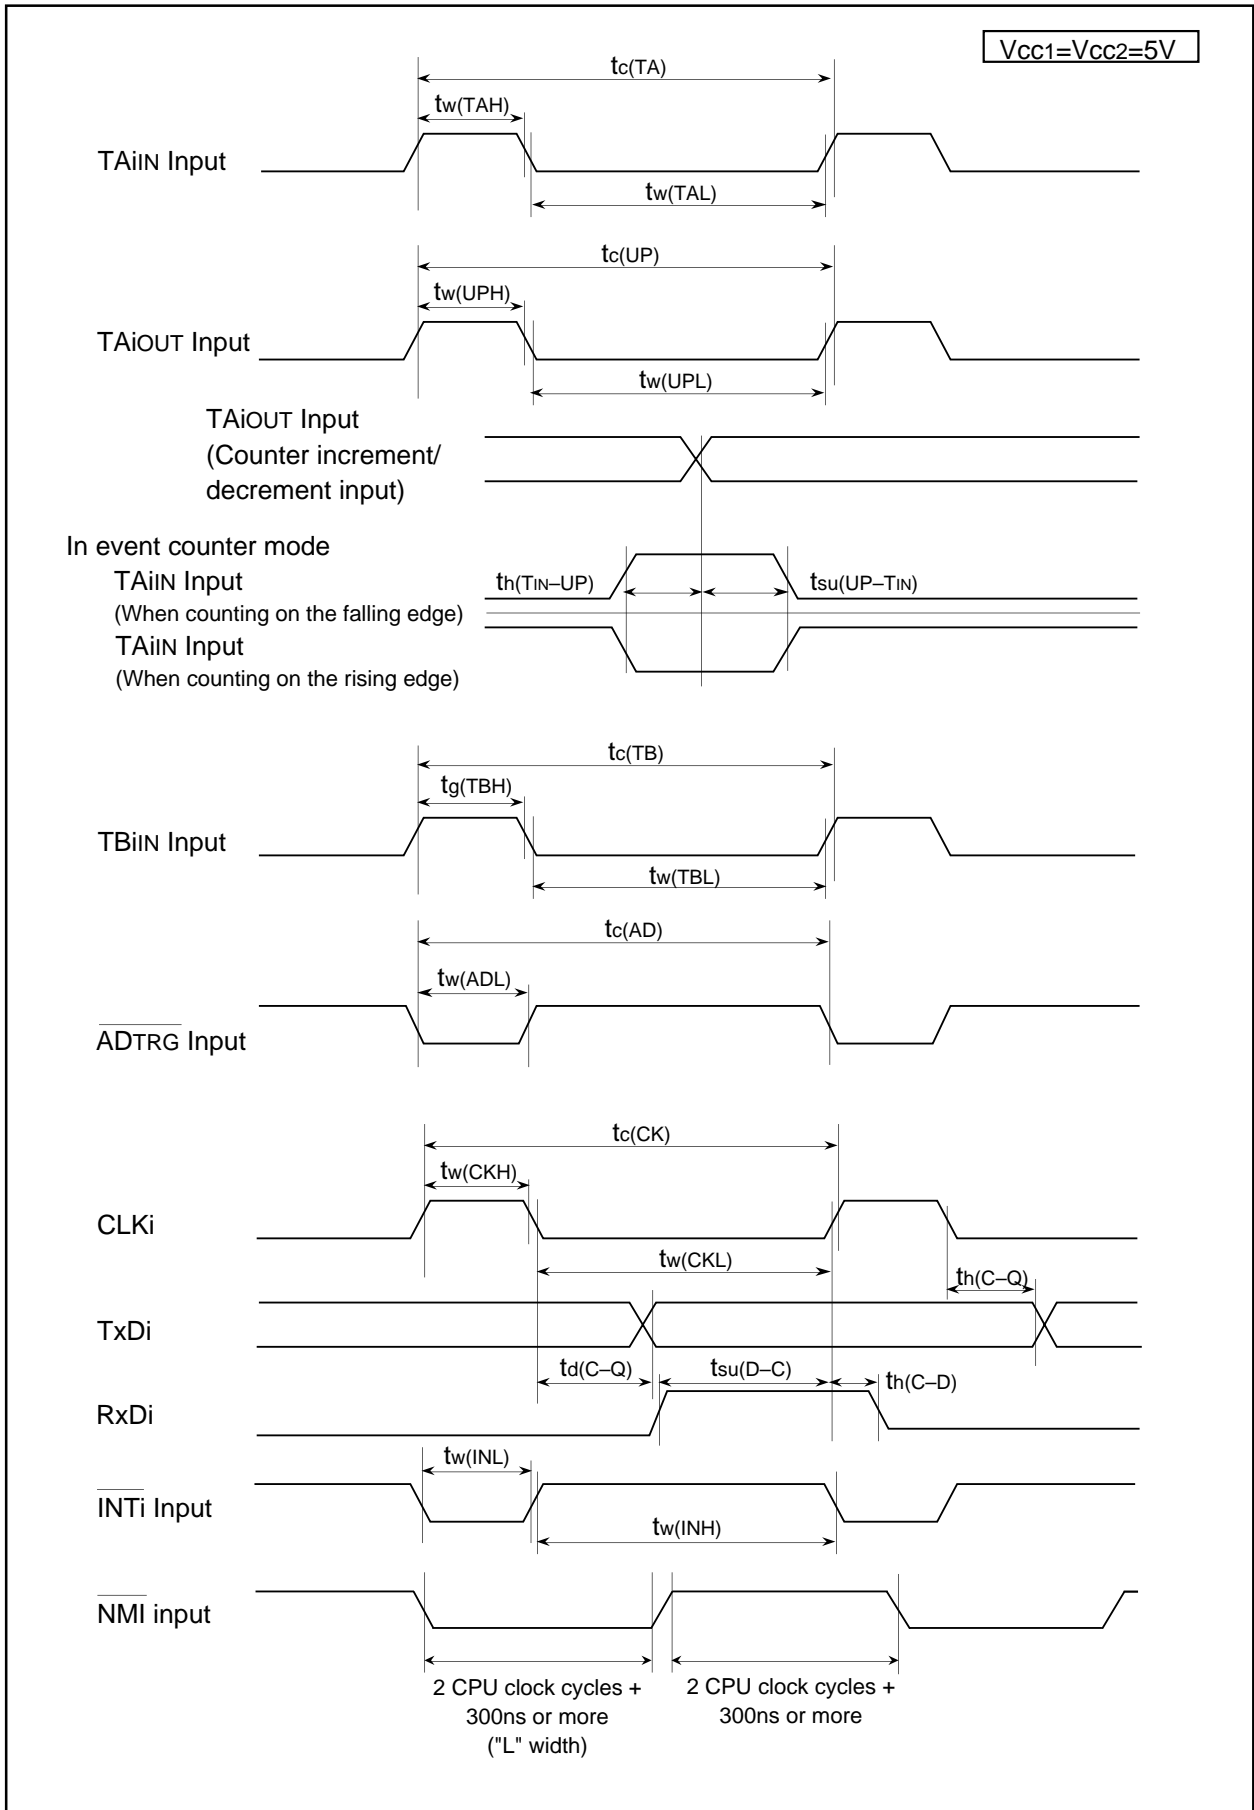 Vcc1=Vcc2=5V
tc(TA)
tw(TAH)
TAiIN Input
tw(TAL)
tc(UP)
tw(UPH)
TAiOUT Input
tw(UPL)
TAiOUT Input
(Counter increment/
decrement input)
In event counter mode
TAiIN Input
(When counting on the falling edge)
th(TIN–UP)
tsu(UP–TIN)
TAiIN Input
(When counting on the rising edge)
tc(TB)
tg(TBH)
TBiIN Input
tw(TBL)
tc(AD)
tw(ADL)
ADTRG Input
tc(CK)
tw(CKH)
CLKi
tw(CKL)
th(C–Q)
TxDi
td(C–Q)
tsu(D–C)
th(C–D)
RxDi
tw(INL)
INTi Input
tw(INH)
NMI input
2 CPU clock cycles +
300ns or more
("L" width)
2 CPU clock cycles +
300ns or more